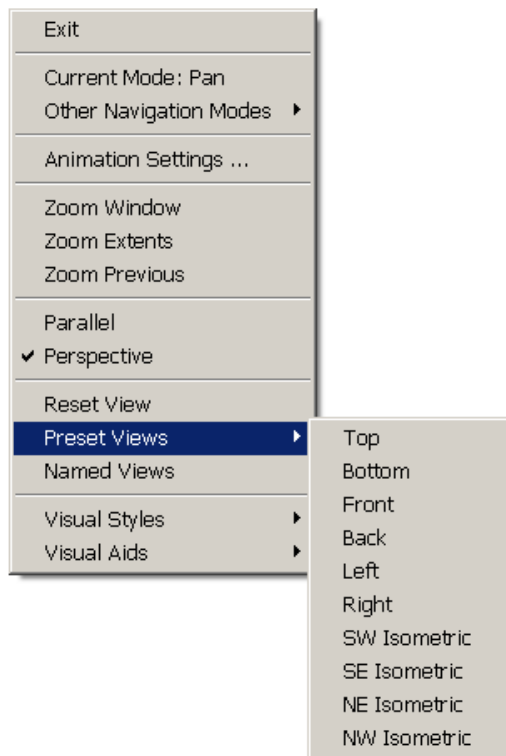 Exit
Current Mode: Pan
Other Navigation Modes
Animation Settings ...
Zoom Window
Zoom Extents
Zoom Previous
Parallel
Perspective
Reset View
Preset Views
Named Views
Visual Styles
Visual Aids
Top
Bottom
Front
Back
Left
Right
SW Isometric
SE Isometric
NE Isometric
NW Isometric